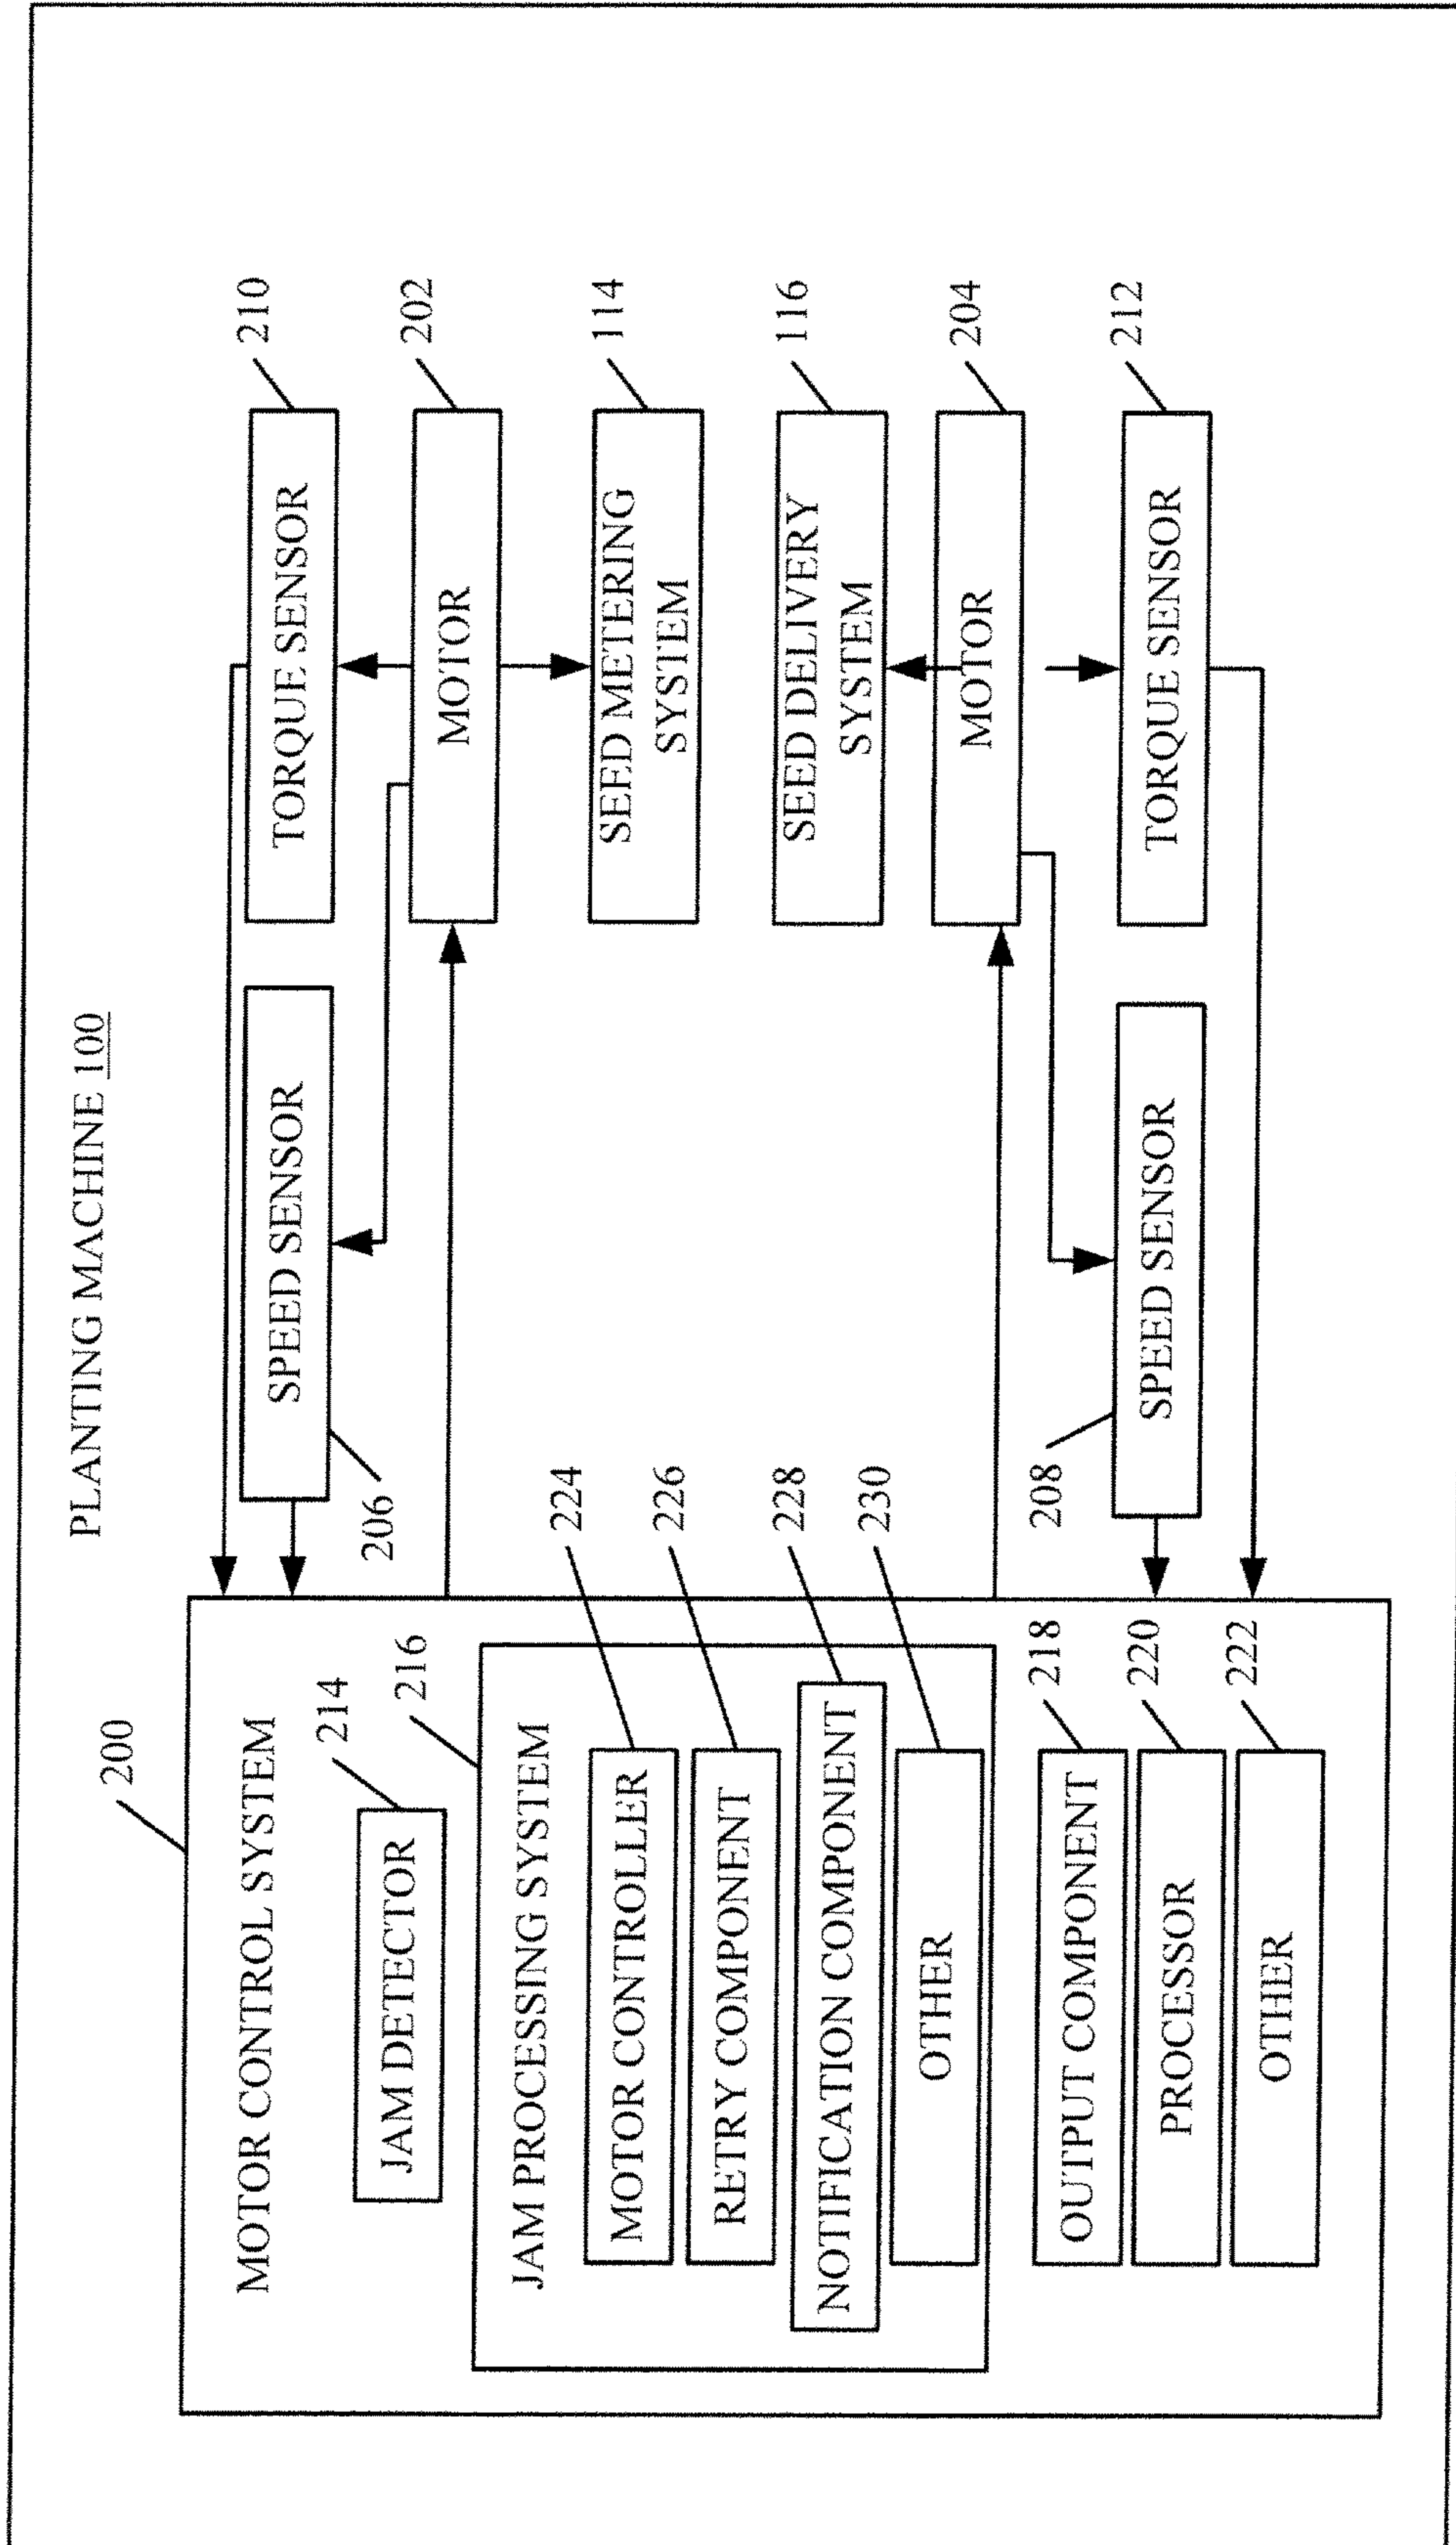 PLANTING MACHINE 100
200
MOTOR CONTROL SYSTEM
214
JAM DETECTOR
216
JAM PROCESSING SYSTEM
224
MOTOR CONTROLLER
226
RETRY COMPONENT
228
NOTIFICATION COMPONENT
230
OTHER
218
OUTPUT COMPONENT
220
PROCESSOR
222
OTHER
SPEED SENSOR
206
SPEED SENSOR
208
TORQUE SENSOR
210
MOTOR
202
SEED METERING
SYSTEM
114
SEED DELIVERY
SYSTEM
116
MOTOR
204
TORQUE SENSOR
212